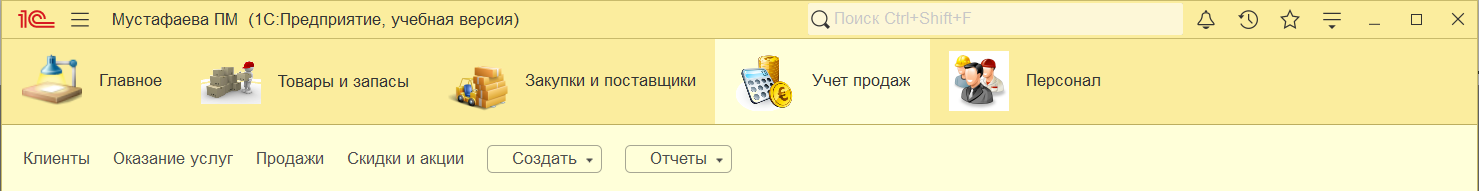 1С Мустафаева ПМ (1С:Предприятие, учебная версия) Поиск Ctrl+Shift+F
Главное Товары и запасы Закупки и поставщики Учет продаж Персонал
Клиенты Оказание услуг Продажи Скидки и акции Создать Отчеты